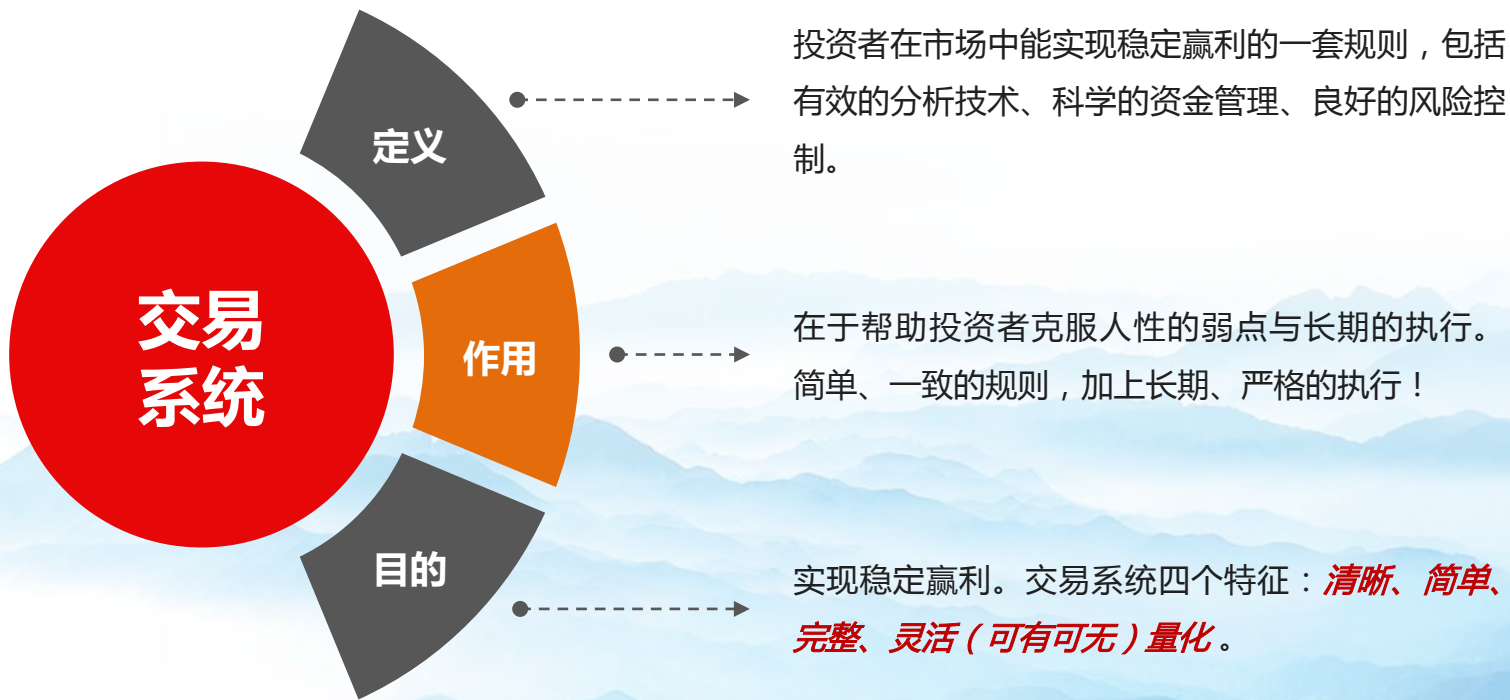 交易
系统
定义
投资者在市场中能实现稳定赢利的一套规则，包括
有效的分析技术、科学的资金管理、良好的风险控
制。
作用
在于帮助投资者克服人性的弱点与长期的执行。
简单、一致的规则，加上长期、严格的执行！
目的
实现稳定赢利。交易系统四个特征：清晰、简单、
完整、灵活（可有可无）量化。